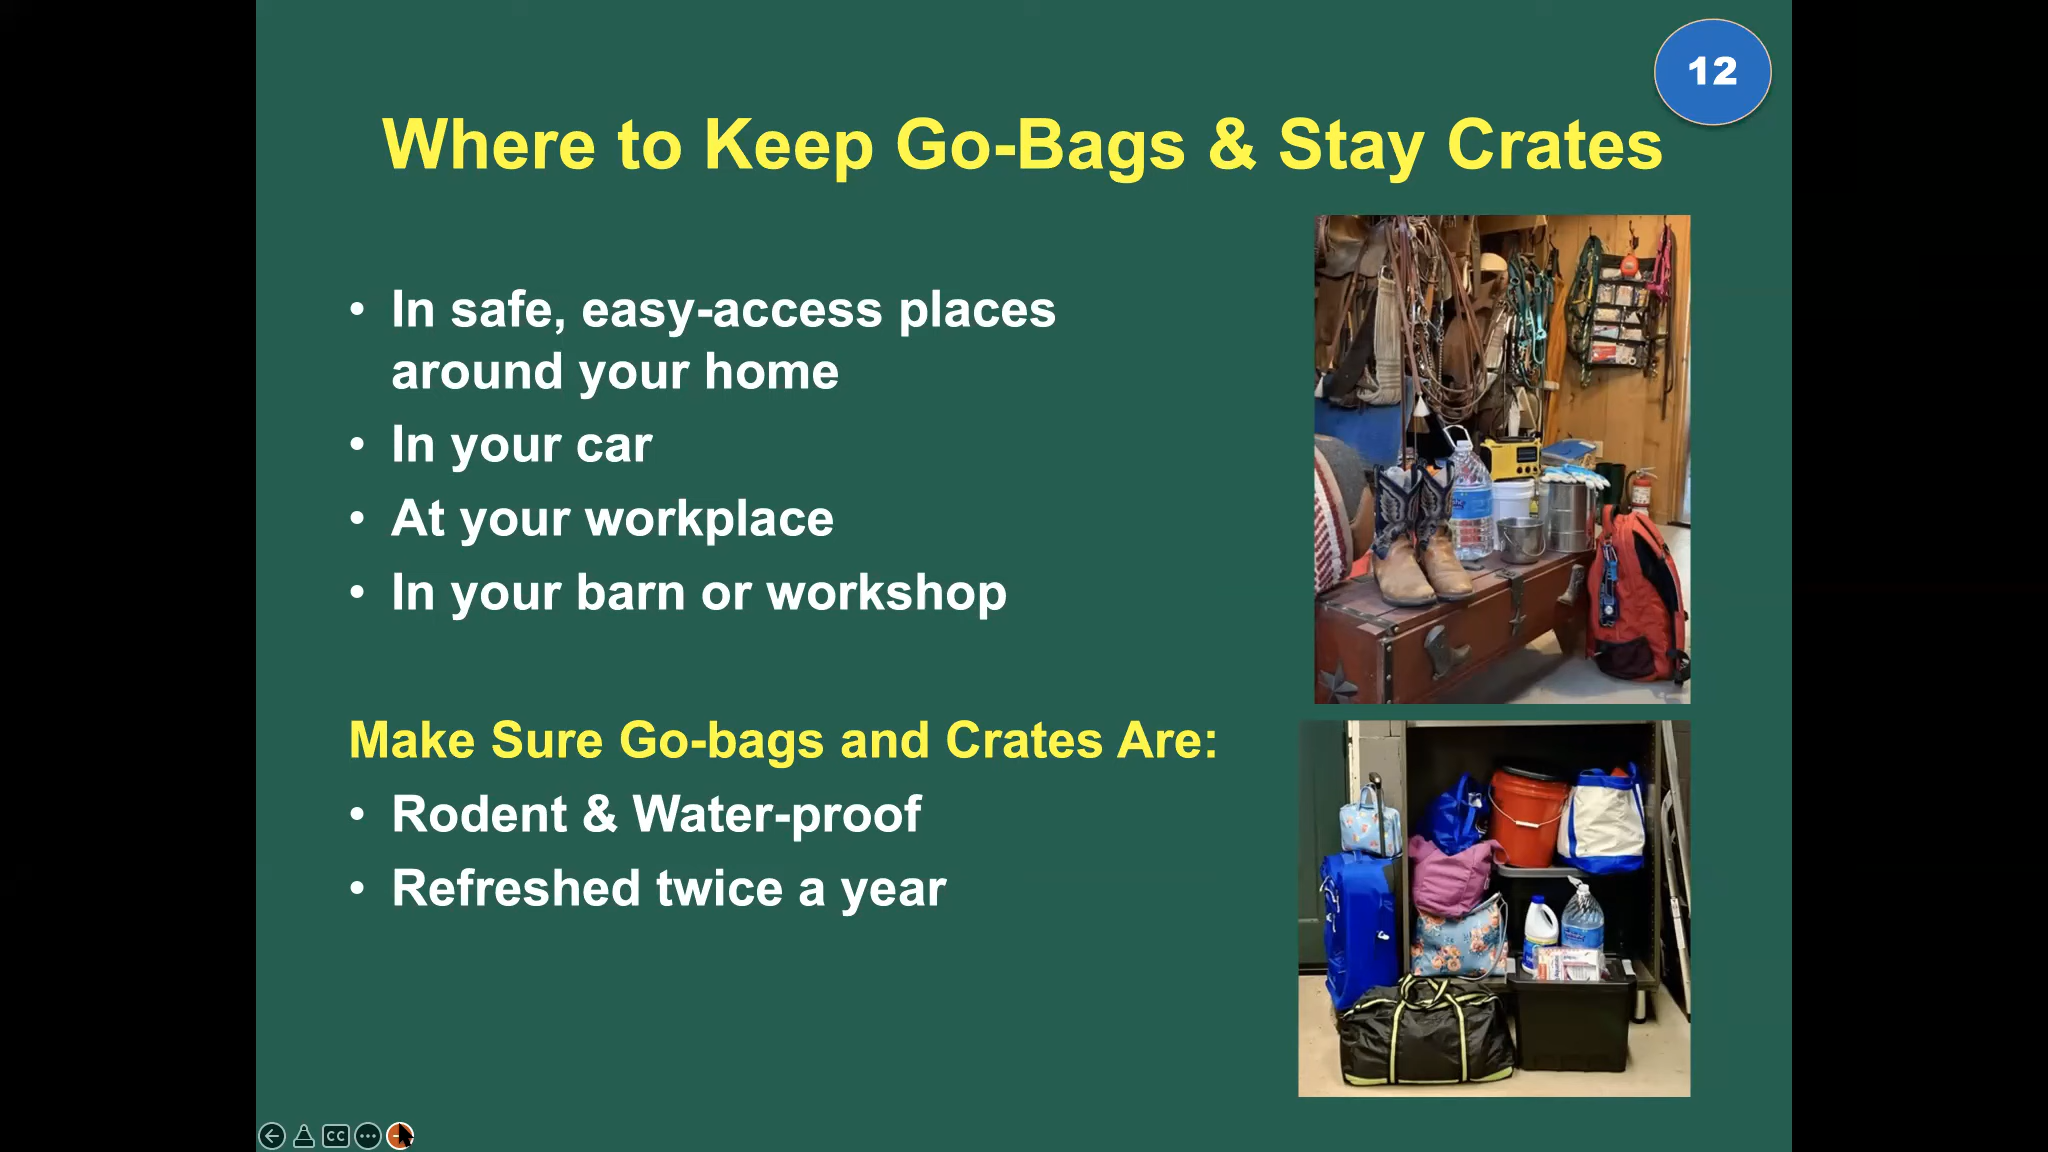 12
Where to Keep Go-Bags & Stay Crates
• In safe, easy-access places
around your home
• In your car
• At your workplace
• In your barn or workshop
Make Sure Go-bags and Crates Are:
• Rodent & Water-proof
• Refreshed twice a year
CC